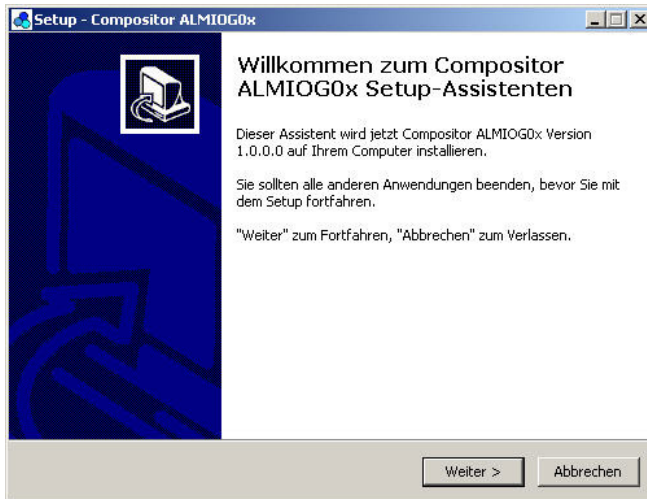 Setup - Compositor ALMIOG0x
Willkommen zum Compositor
ALMIOG0x Setup-Assistenten
Dieser Assistent wird jetzt Compositor ALMIOG0x Version
1.0.0.0 auf Ihrem Computer installieren.
Sie sollten alle anderen Anwendungen beenden, bevor Sie mit
dem Setup fortfahren.
"Weiter" zum Fortfahren, "Abbrechen" zum Verlassen.
Weiter >
Abbrechen